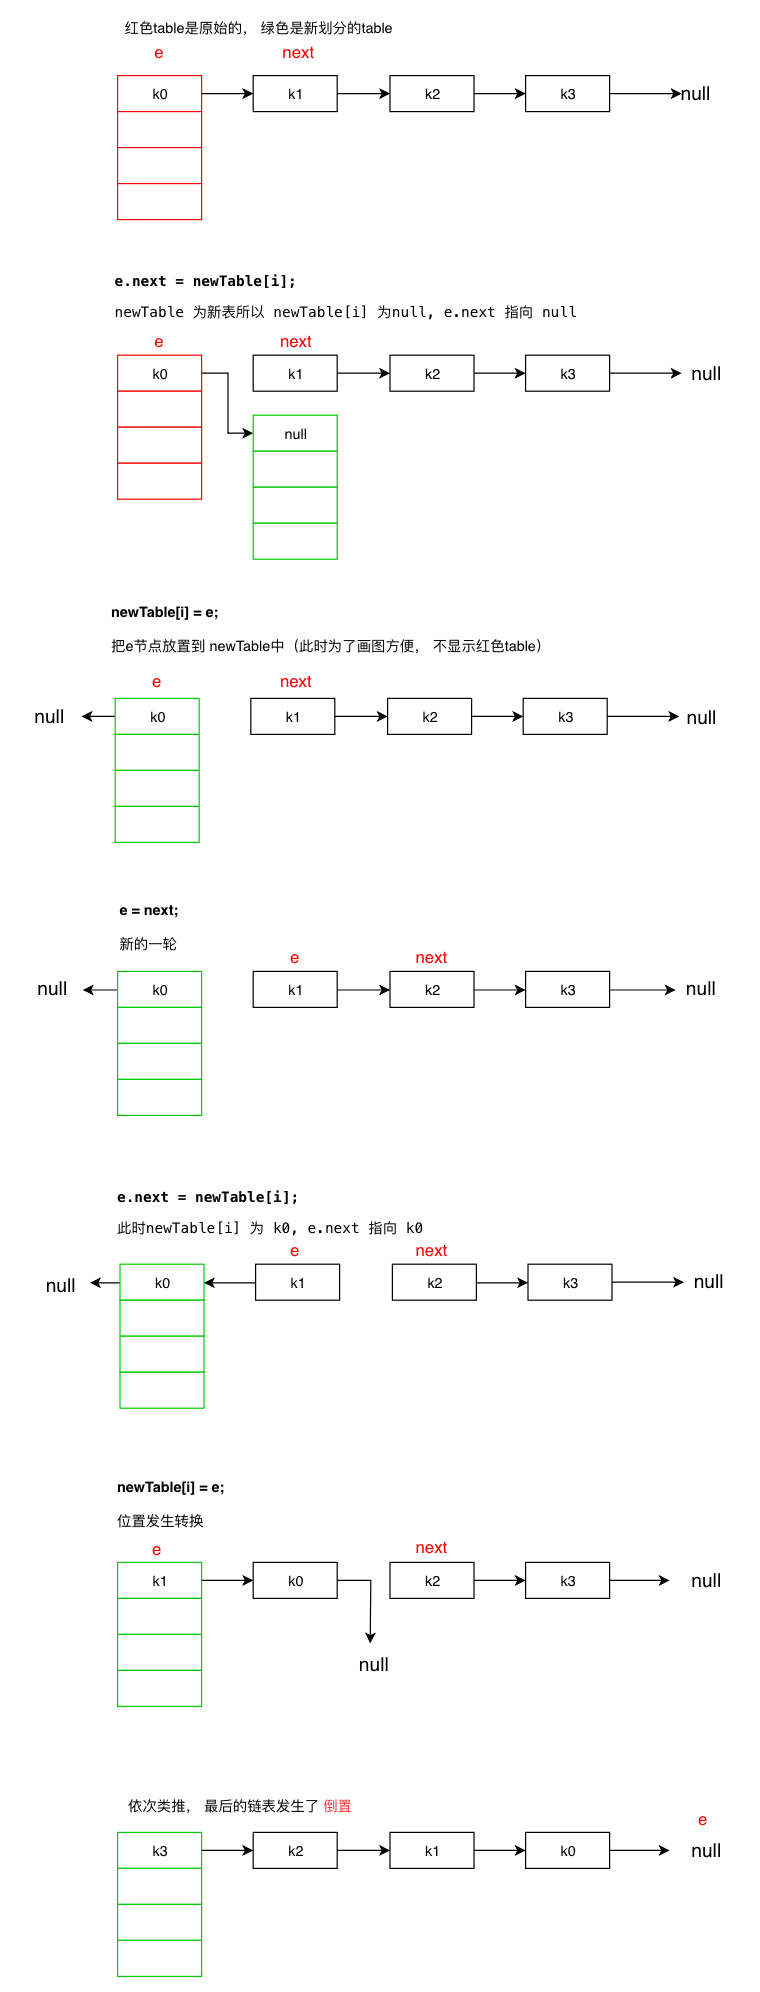 红色table是原始的， 绿色是新划分的table
e next
k0 k1 k2 k3 null
e.next = newTable[i];
newTable 为新表所以 newTable[i] 为null, e.next 指向 null
e next
k0 k1 k2 k3 null
null
newTable[i] = e;
把e节点放置到 newTable中（此时为了画图方便， 不显示红色table）
e next
null k0 k1 k2 k3 null
e = next;
新的一轮
e next
null k0 k1 k2 k3 null
e.next = newTable[i];
此时newTable[i] 为 k0, e.next 指向 k0
e next
null k0 k1 k2 k3 null
newTable[i] = e;
位置发生转换
e next
k1 k0 k2 k3 null
null
依次类推， 最后的链表发生了 倒置
e
k3 k2 k1 k0 null